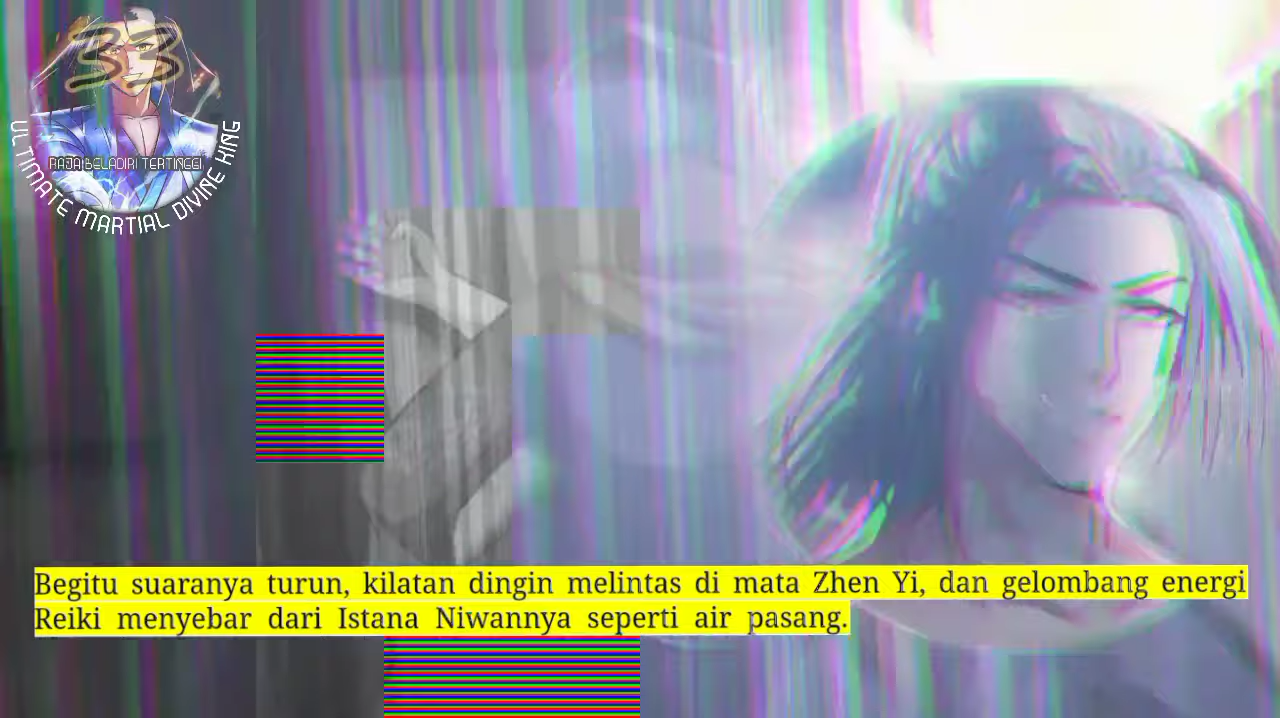 33
RAJA BELADIRI TERTINGGI
ULTIMATE MARTIAL DIVINE KING
Begitu suaranya turun, kilatan dingin melintas di mata Zhen Yi, dan gelombang energi
Reiki menyebar dari Istana Niwannya seperti air pasang.